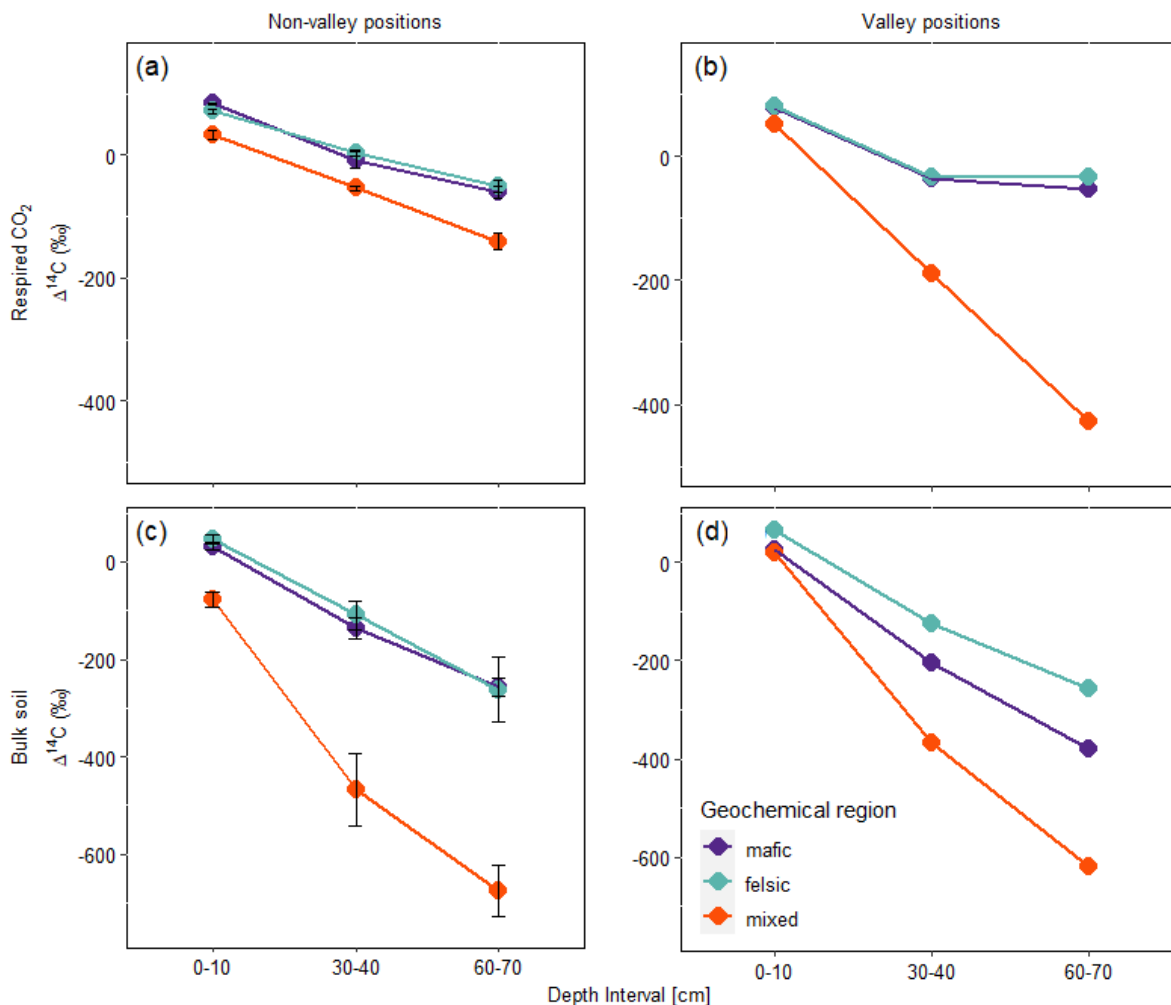 Non-valley positions
Valley positions
(a)
(b)
0
-200
-400
0
-200
-400
Respired CO₂
Δ¹⁴C (‰)
(c)
(d)
0
-200
-400
-600
0
-200
-400
-600
Bulk soil
Δ¹⁴C (‰)
Geochemical region
mafic
felsic
mixed
0-10
30-40
60-70
0-10
30-40
60-70
Depth Interval [cm]